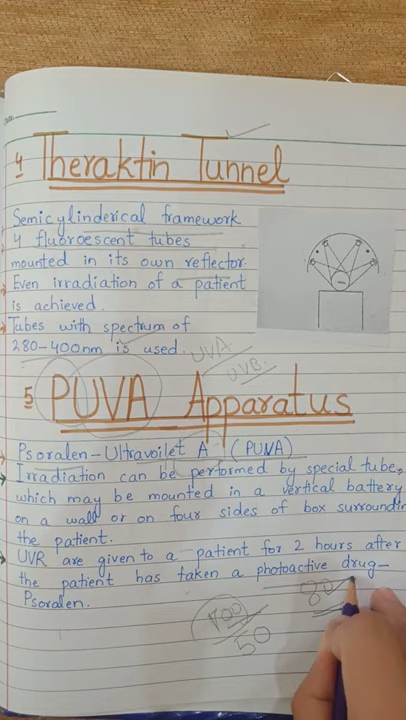 Date:
4 Theraktin Tunnel
Semicylinderical framework
4 fluoroescent tubes
mounted in its own reflector.
Even irradiation of a patient
is achieved.
Tubes with spectrum of
280-400nm is used.
UVA
UVB.
5 PUVA Apparatus
Psoralen-Ultravoilet A (PUVA)
Irradiation can be performed by special tube,
which may be mounted in a vertical battery
on a wall or on four sides of box surroundin
the patient.
UVR are given to a patient for 2 hours after
the patient has taken a photoactive drug-
Psoralen.
50